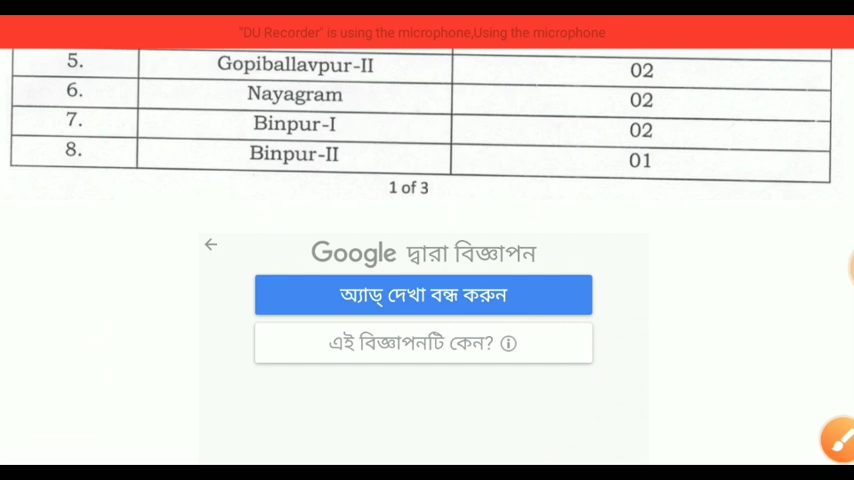 "DU Recorder" is using the microphone,Using the microphone
5. Gopiballavpur-II 02
6. Nayagram 02
7. Binpur-I 02
8. Binpur-II 01
1 of 3
Google দ্বারা বিজ্ঞাপন
অ্যাড্ দেখা বন্ধ করুন
এই বিজ্ঞাপনটি কেন?